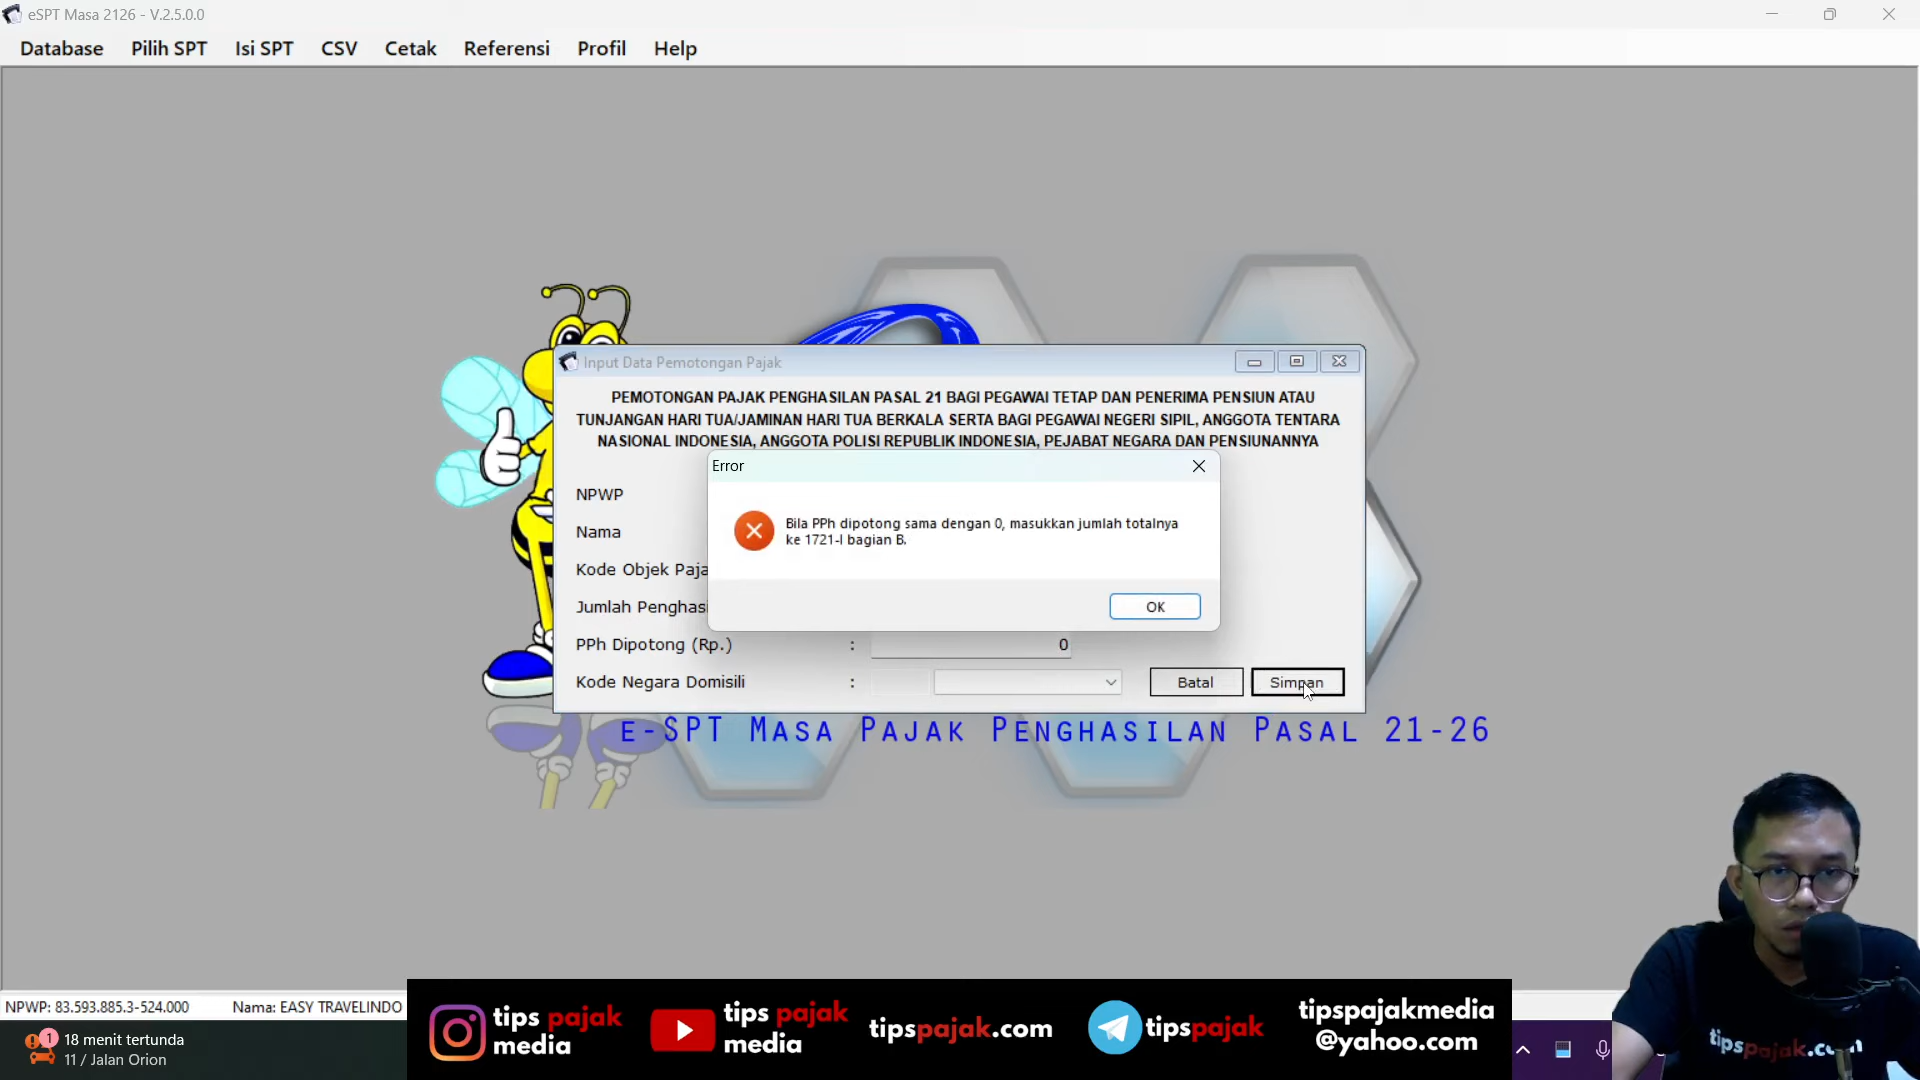 eSPT Masa 2126 - V.2.5.0.0
Database Pilih SPT Isi SPT CSV Cetak Referensi Profil Help
Input Data Pemotongan Pajak
PEMOTONGAN PAJAK PENGHASILAN PASAL 21 BAGI PEGAWAI TETAP DAN PENERIMA PENSIUN ATAU
TUNJANGAN HARI TUA/JAMINAN HARI TUA BERKALA SERTA BAGI PEGAWAI NEGERI SIPIL, ANGGOTA TENTARA
NASIONAL INDONESIA, ANGGOTA POLISI REPUBLIK INDONESIA, PEJABAT NEGARA DAN PENSIUNANNYA
Error
NPWP
Bila PPh dipotong sama dengan 0, masukkan jumlah totalnya
ke 1721-I bagian B.
Nama
Kode Objek Paja
Jumlah Penghasi
OK
PPh Dipotong (Rp.) : 0
Kode Negara Domisili : Batal Simpan
e-SPT Masa Pajak Penghasilan Pasal 21-26
NPWP: 83.593.885.3-524.000 Nama: EASY TRAVELINDO
1 18 menit tertunda
11 / Jalan Orion
tips pajak
media
tips pajak
media
tipspajak.com
tipspajak
tipspajakmedia
@yahoo.com